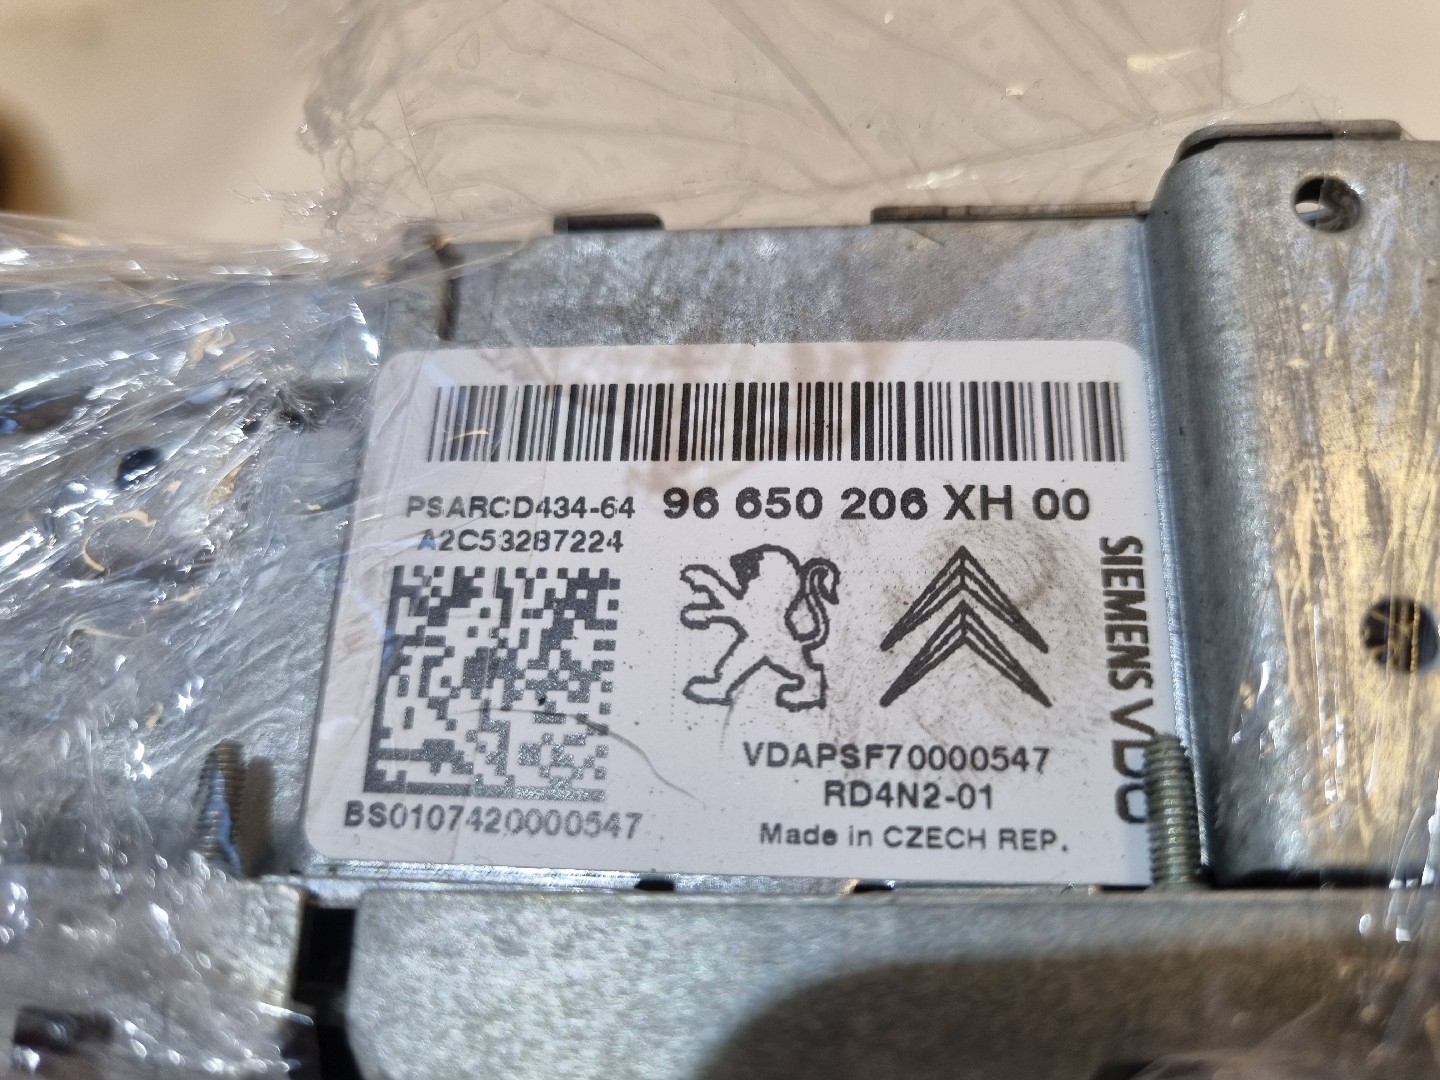 PSARCD434-64 96 650 206 XH 00
A2C53287224
SIEMENS VDO
VDAPSF70000547
RD4N2-01
BS0107420000547
Made in CZECH REP.